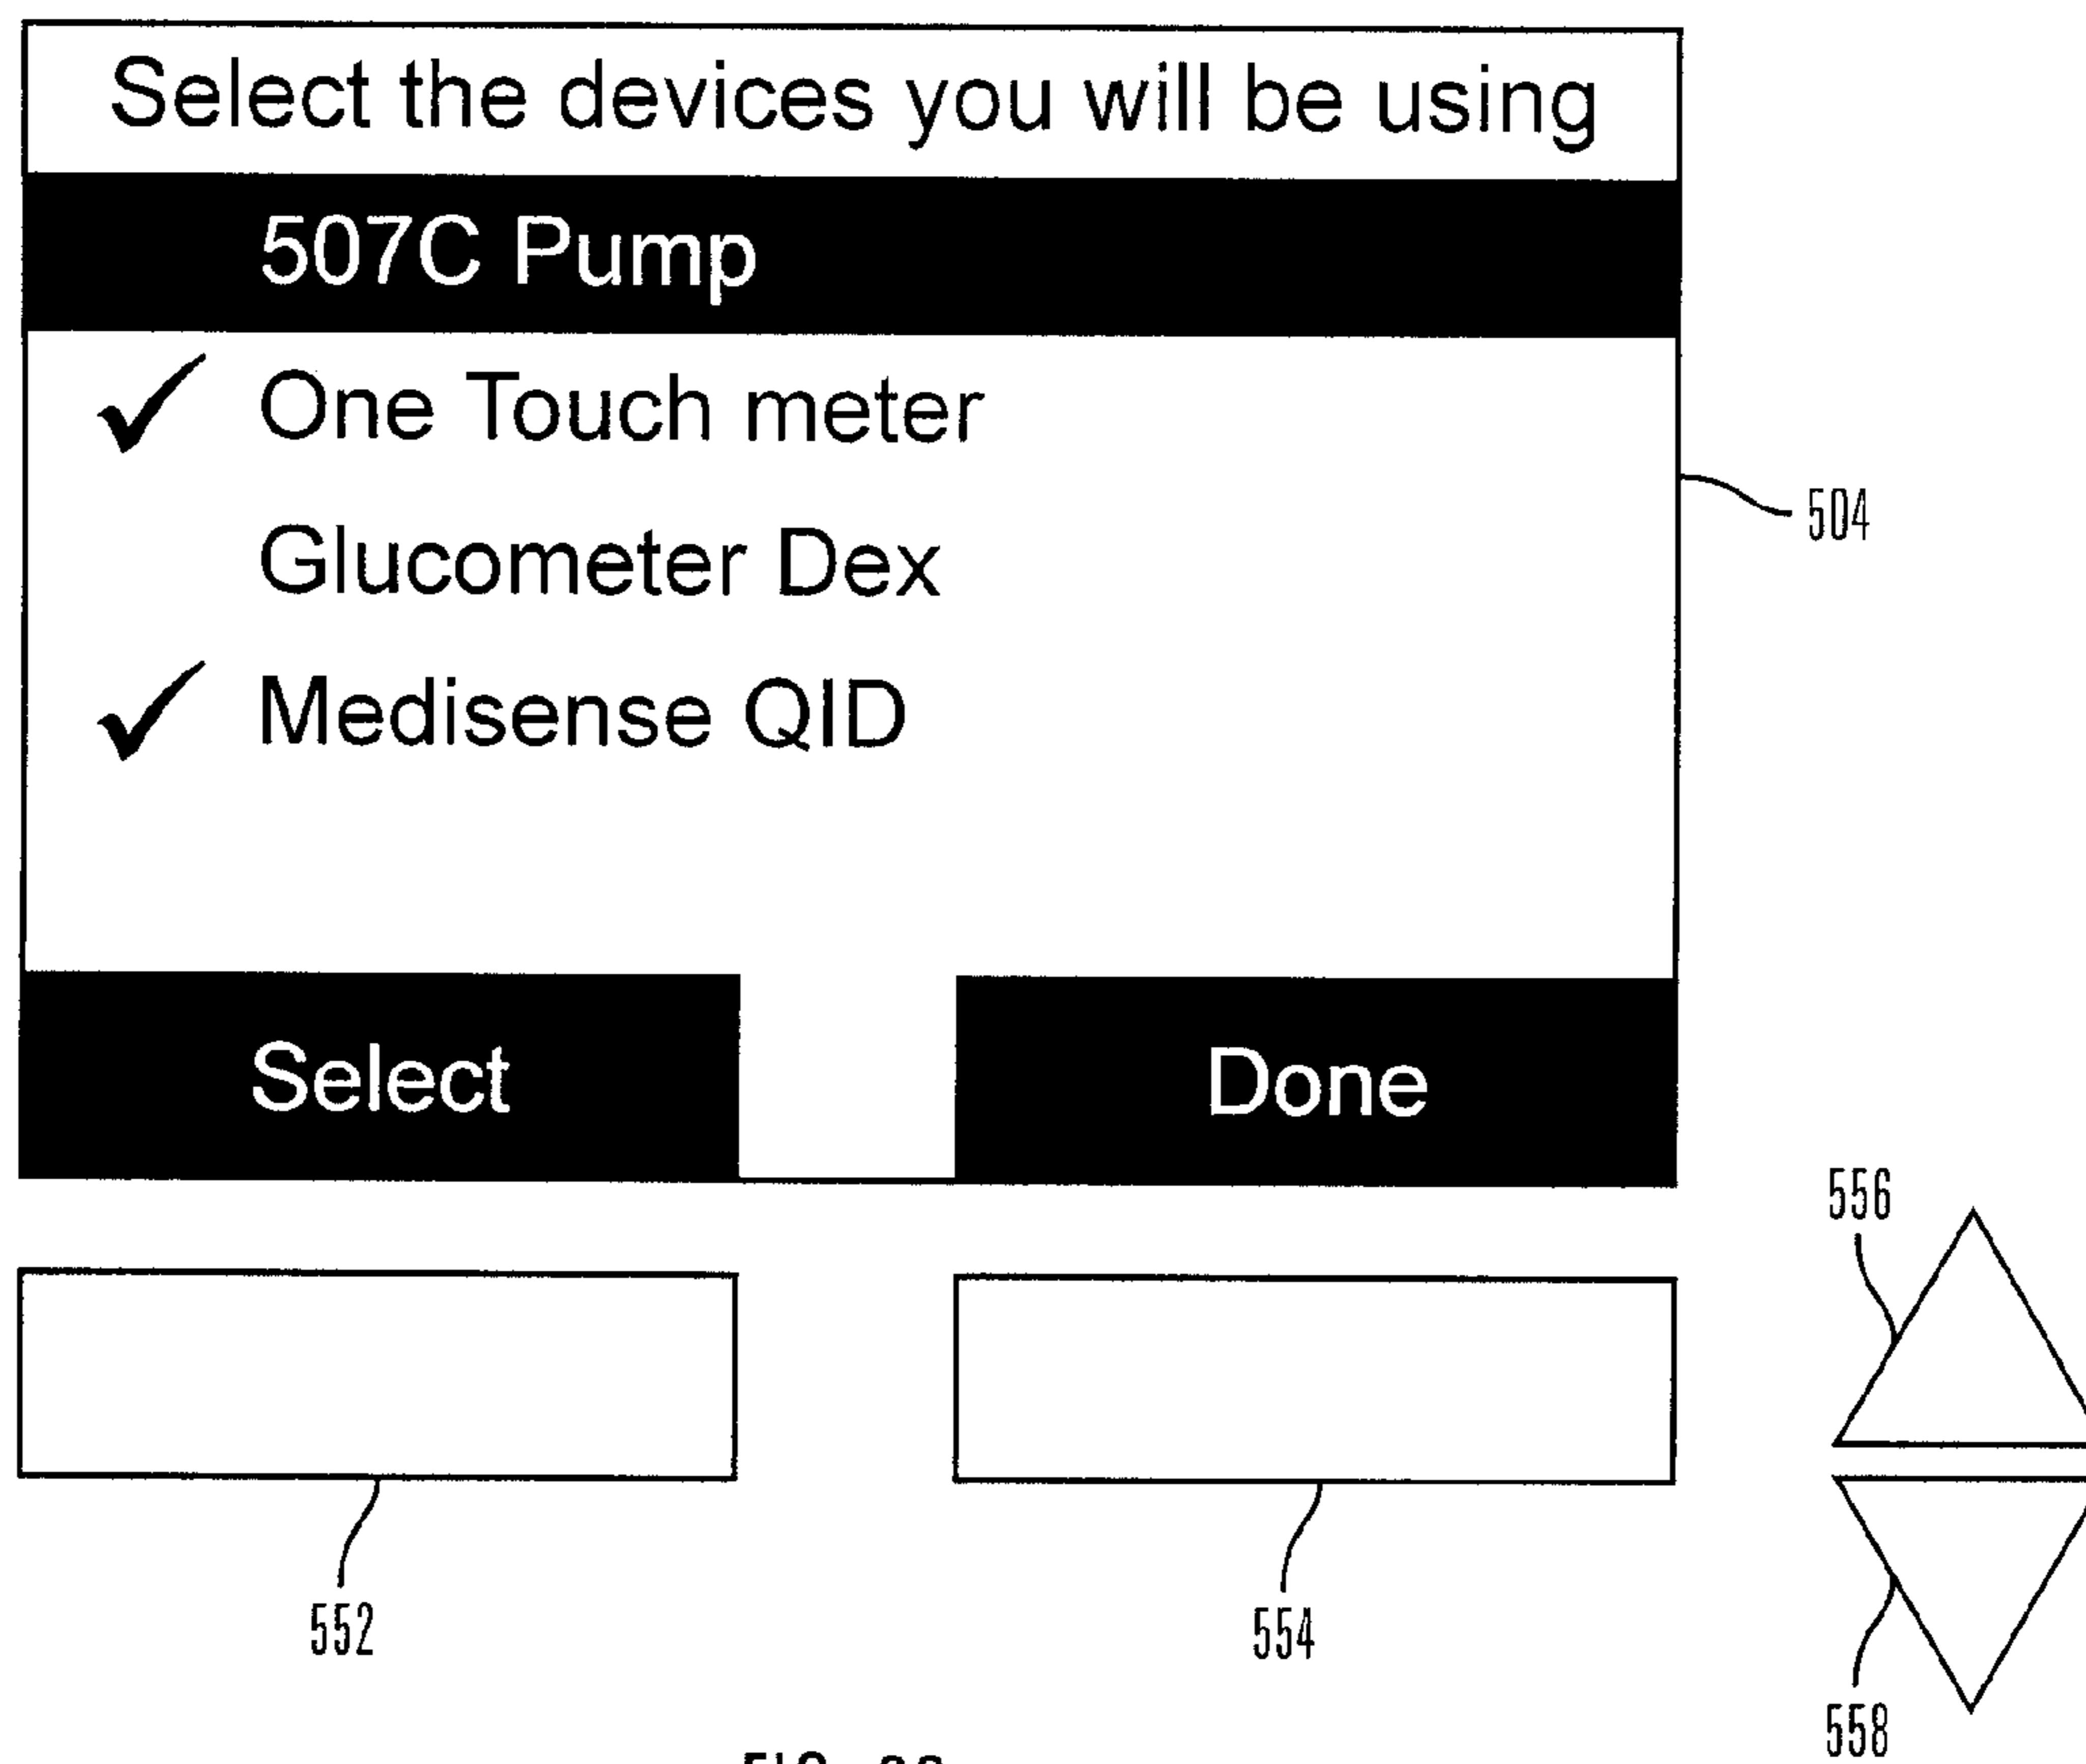 Select the devices you will be using
507C Pump
✓ One Touch meter
504
Glucometer Dex
✓ Medisense QID
Select Done
556
552 554
558